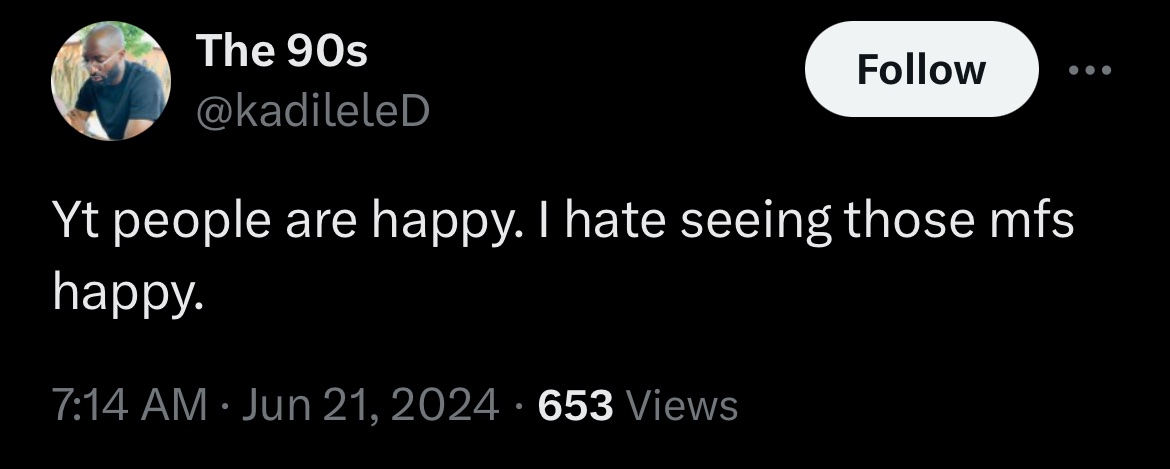 The 90s
@kadileleD
Follow
Yt people are happy. I hate seeing those mfs
happy.
7:14 AM · Jun 21, 2024 · 653 Views